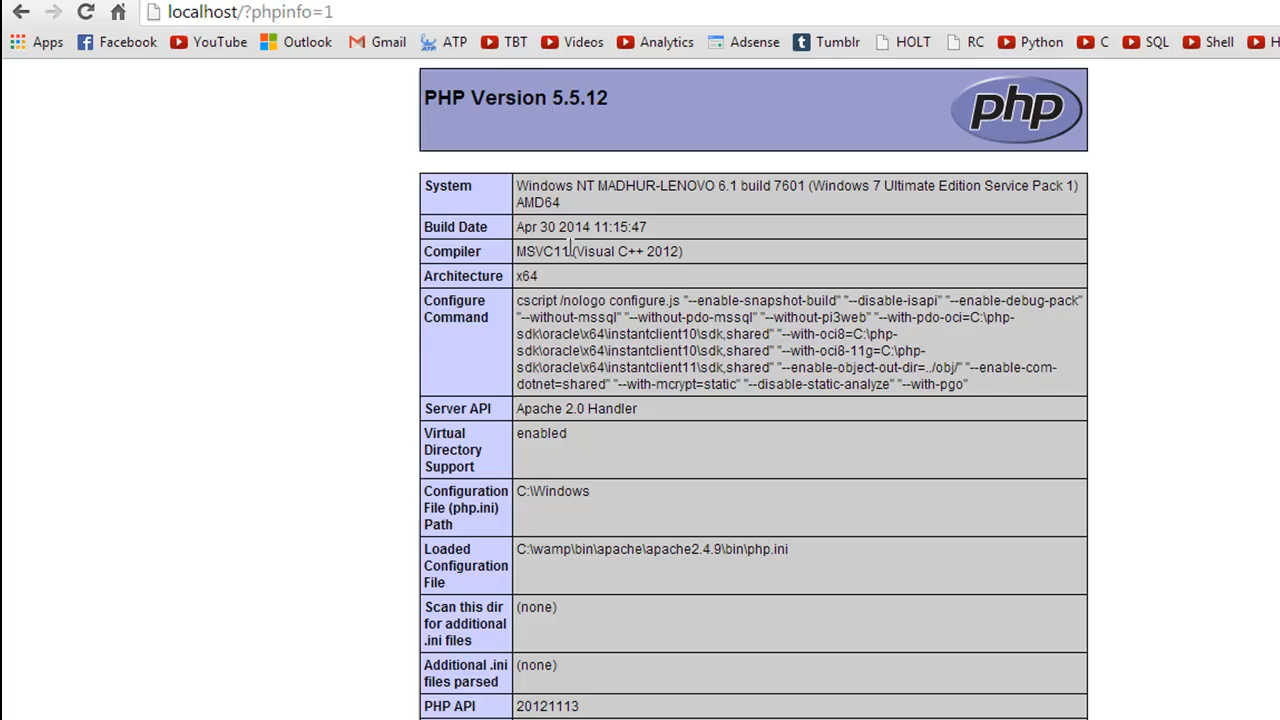 localhost/?phpinfo=1
Apps Facebook YouTube Outlook Gmail ATP TBT Videos Analytics Adsense Tumblr HOLT RC Python C SQL Shell H
PHP Version 5.5.12
php
System
Windows NT MADHUR-LENOVO 6.1 build 7601 (Windows 7 Ultimate Edition Service Pack 1)
AMD64
Build Date
Apr 30 2014 11:15:47
Compiler
MSVC11 (Visual C++ 2012)
Architecture
x64
Configure
Command
cscript /nologo configure.js "--enable-snapshot-build" "--disable-isapi" "--enable-debug-pack"
"--without-mssql" "--without-pdo-mssql" "--without-pi3web" "--with-pdo-oci=C:\php-
sdk\oracle\x64\instantclient10\sdk,shared" "--with-oci8=C:\php-
sdk\oracle\x64\instantclient10\sdk,shared" "--with-oci8-11g=C:\php-
sdk\oracle\x64\instantclient11\sdk,shared" "--enable-object-out-dir=../obj/" "--enable-com-
dotnet=shared" "--with-mcrypt=static" "--disable-static-analyze" "--with-pgo"
Server API
Apache 2.0 Handler
Virtual
Directory
Support
enabled
Configuration
File (php.ini)
Path
C:\Windows
Loaded
Configuration
File
C:\wamp\bin\apache\apache2.4.9\bin\php.ini
Scan this dir
for additional
.ini files
(none)
Additional .ini
files parsed
(none)
PHP API
20121113